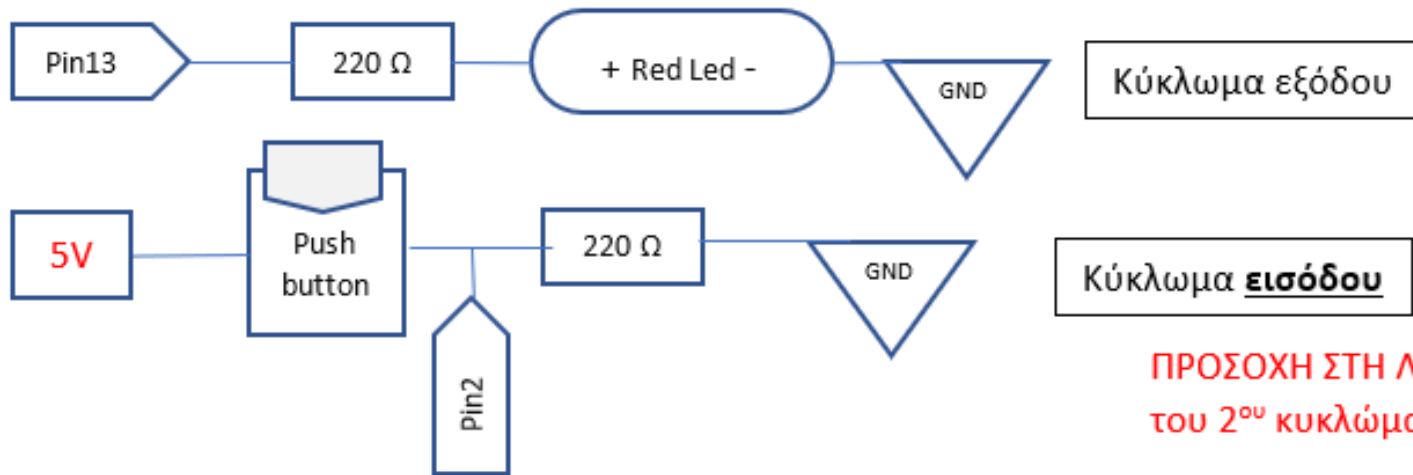 Pin13
220 Ω
+ Red Led -
GND
Κύκλωμα εξόδου
5V
Push
button
220 Ω
GND
Κύκλωμα εισόδου
Pin2
ΠΡΟΣΟΧΗ ΣΤΗ
του 2ου